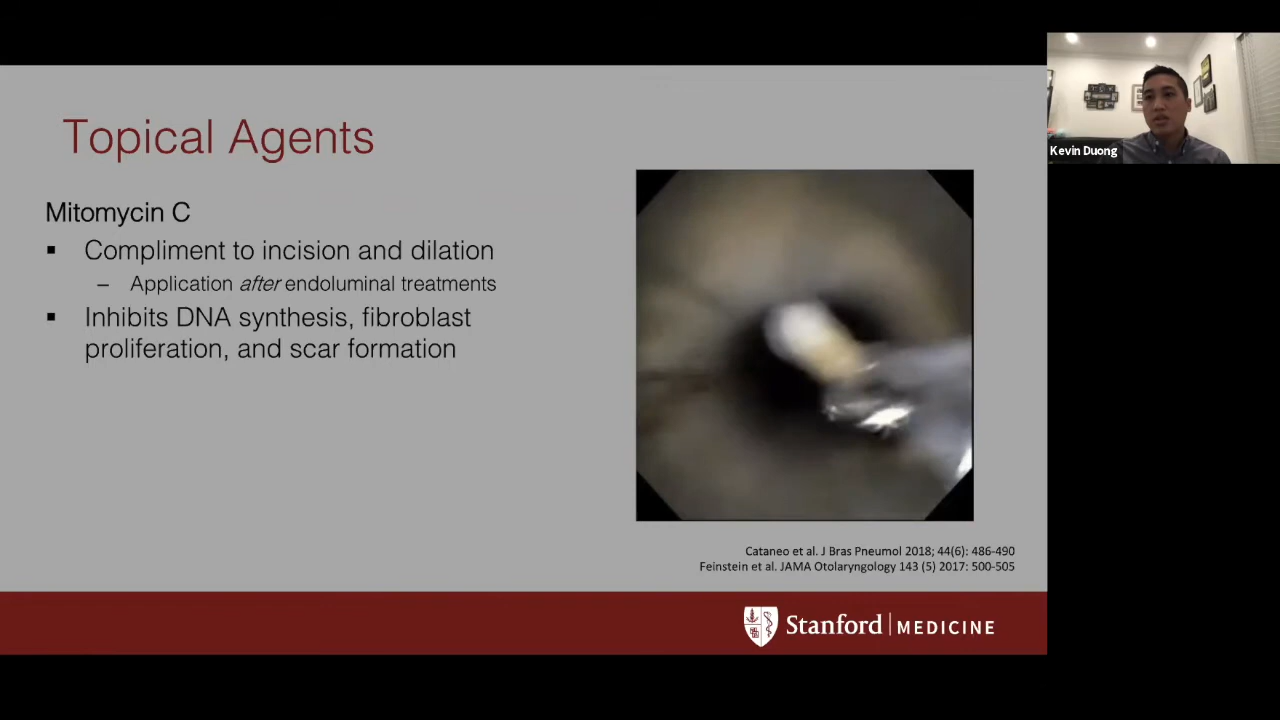 Topical Agents
Mitomycin C
▪ Compliment to incision and dilation
– Application after endoluminal treatments
▪ Inhibits DNA synthesis, fibroblast
proliferation, and scar formation
Cataneo et al. J Bras Pneumol 2018; 44(6): 486-490
Feinstein et al. JAMA Otolaryngology 143 (5) 2017: 500-505
Stanford | MEDICINE
Kevin Duong